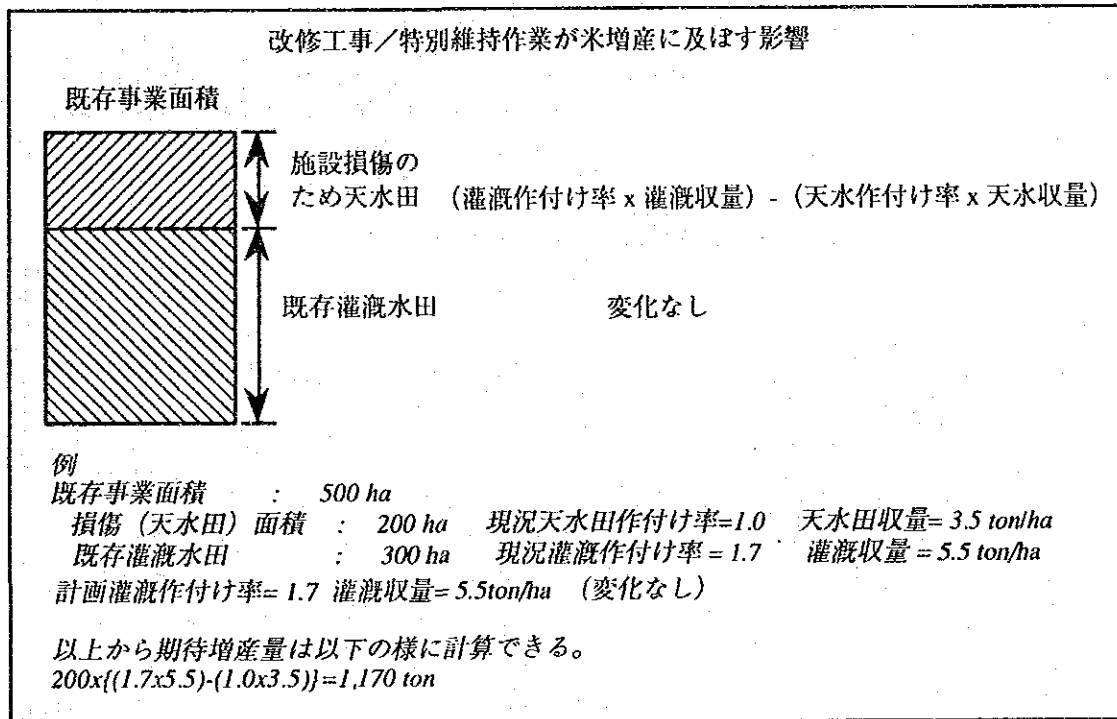 改修工事／特別維持作業が米増産に及ぼす影響
既存事業面積
施設損傷の
ため天水田 （灌漑作付け率 x 灌漑収量）-（天水作付け率 x 天水収量）
既存灌漑水田 変化なし
例
既存事業面積 : 500 ha
損傷（天水田）面積 : 200 ha 現況天水田作付け率=1.0 天水田収量= 3.5 ton/ha
既存灌漑水田 : 300 ha 現況灌漑作付け率 = 1.7 灌漑収量 = 5.5 ton/ha
計画灌漑作付け率= 1.7 灌漑収量= 5.5ton/ha （変化なし）
以上から期待増産量は以下の様に計算できる。
200x{(1.7x5.5)-(1.0x3.5)}=1,170 ton